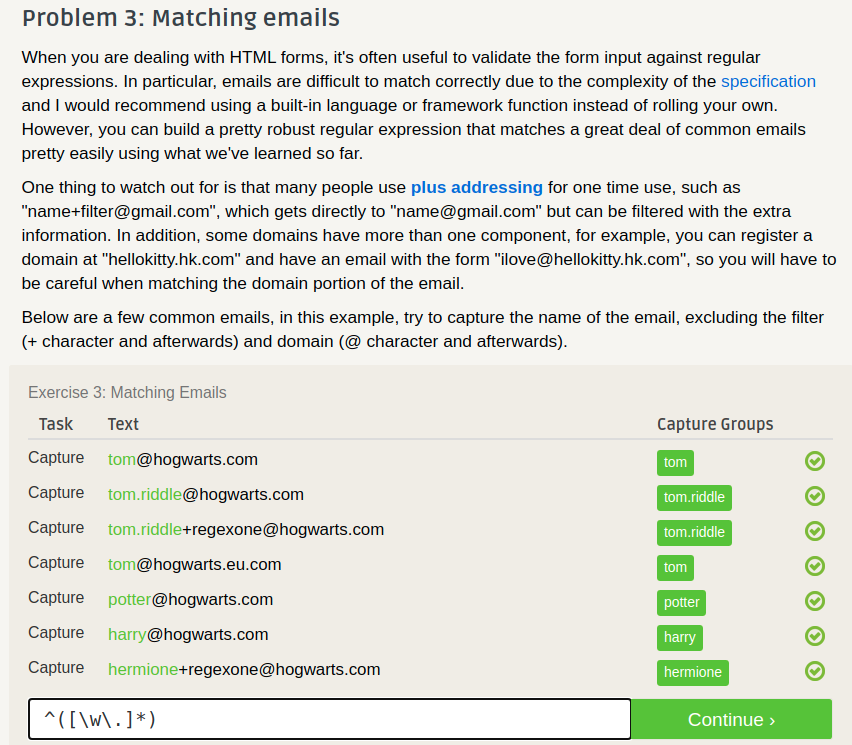 Problem 3: Matching emails
When you are dealing with HTML forms, it's often useful to validate the form input against regular
expressions. In particular, emails are difficult to match correctly due to the complexity of the specification
and I would recommend using a built-in language or framework function instead of rolling your own.
However, you can build a pretty robust regular expression that matches a great deal of common emails
pretty easily using what we've learned so far.
One thing to watch out for is that many people use plus addressing for one time use, such as
"name+filter@gmail.com", which gets directly to "name@gmail.com" but can be filtered with the extra
information. In addition, some domains have more than one component, for example, you can register a
domain at "hellokitty.hk.com" and have an email with the form "ilove@hellokitty.hk.com", so you will have to
be careful when matching the domain portion of the email.
Below are a few common emails, in this example, try to capture the name of the email, excluding the filter
(+ character and afterwards) and domain (@ character and afterwards).
Exercise 3: Matching Emails
Task Text Capture Groups
Capture tom@hogwarts.com tom
Capture tom.riddle@hogwarts.com tom.riddle
Capture tom.riddle+regexone@hogwarts.com tom.riddle
Capture tom@hogwarts.eu.com tom
Capture potter@hogwarts.com potter
Capture harry@hogwarts.com harry
Capture hermione+regexone@hogwarts.com hermione
^([\w\.]*) Continue ›